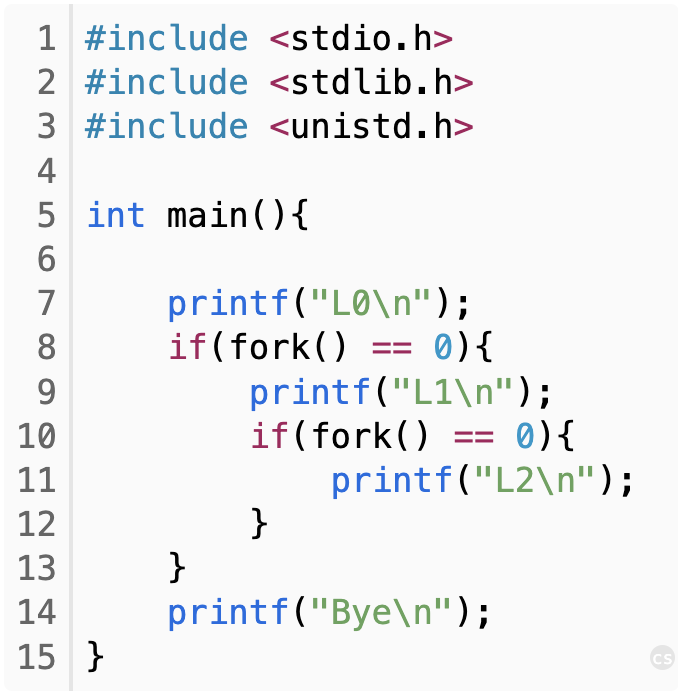 1 #include <stdio.h>
2 #include <stdlib.h>
3 #include <unistd.h>
4
5 int main(){
6
7     printf("L0\n");
8     if(fork() == 0){
9         printf("L1\n");
10         if(fork() == 0){
11             printf("L2\n");
12         }
13     }
14     printf("Bye\n");
15 }
cs